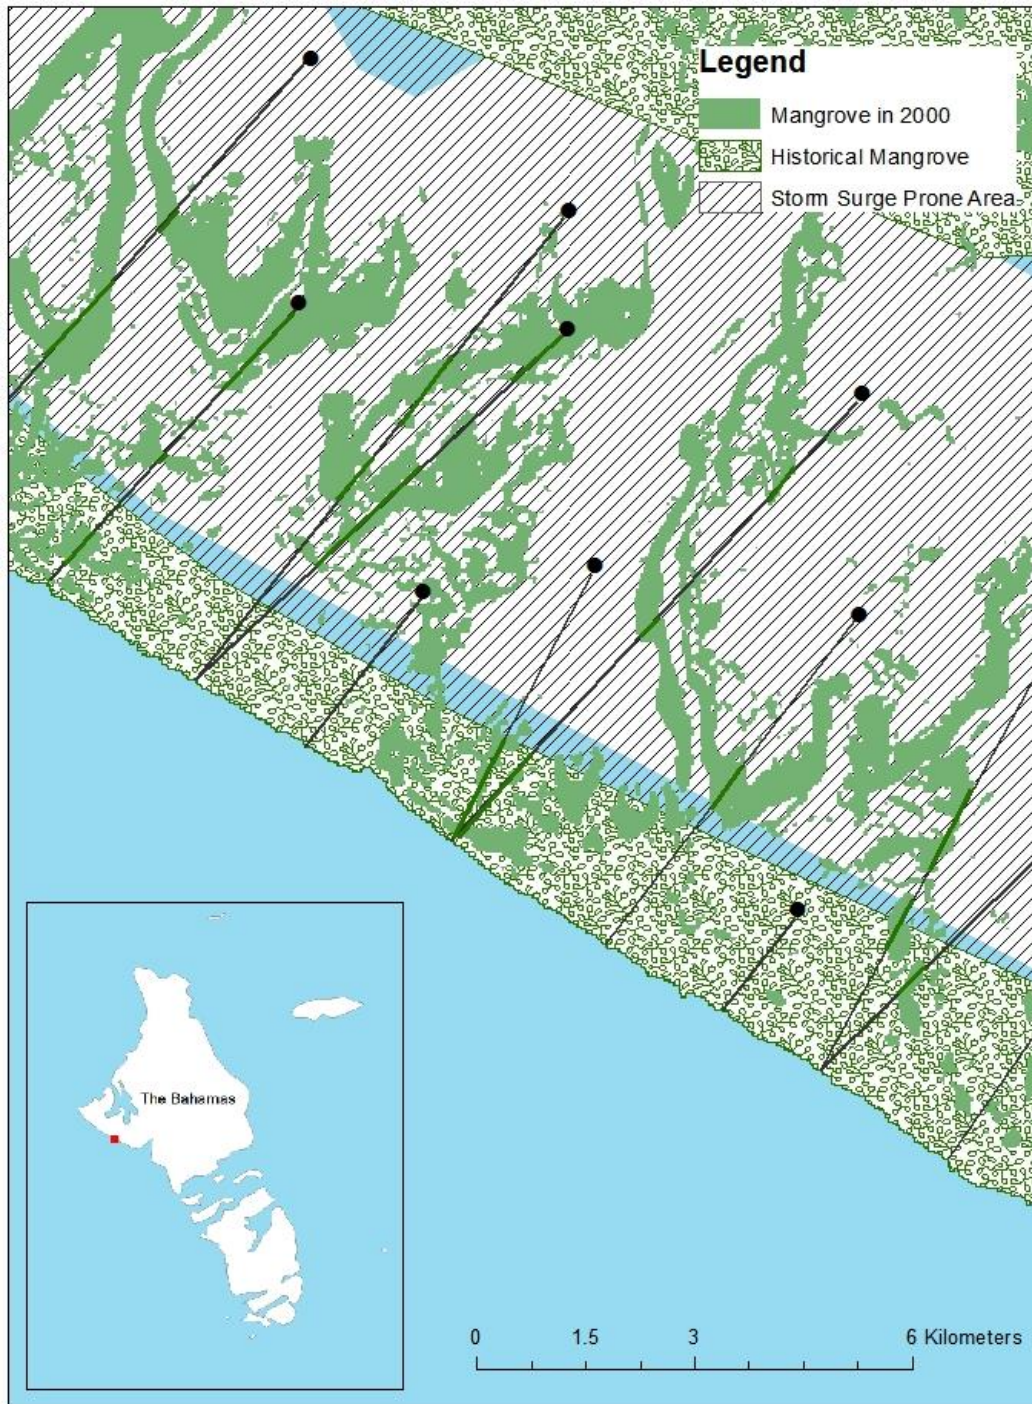 Legend
Mangrove in 2000
Historical Mangrove
Storm Surge Prone Area
The Bahamas
0 1.5 3 6 Kilometers